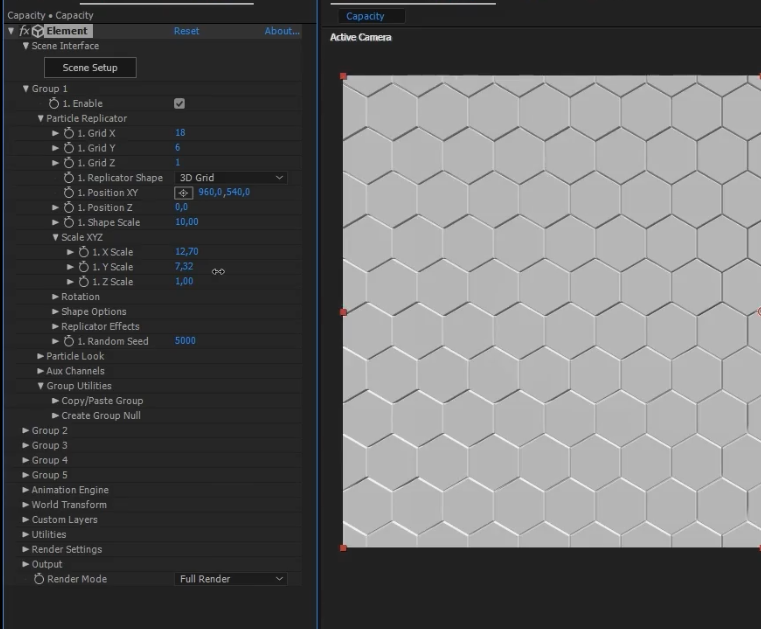 Capacity • Capacity
fx Element Reset About...
Scene Interface
Scene Setup
Group 1
1. Enable
Particle Replicator
1. Grid X 18
1. Grid Y 6
1. Grid Z 1
1. Replicator Shape 3D Grid
1. Position XY 960,0,540,0
1. Position Z 0,0
1. Shape Scale 10,00
Scale XYZ
1. X Scale 12,70
1. Y Scale 7,32
1. Z Scale 1,00
Rotation
Shape Options
Replicator Effects
1. Random Seed 5000
Particle Look
Aux Channels
Group Utilities
Copy/Paste Group
Create Group Null
Group 2
Group 3
Group 4
Group 5
Animation Engine
World Transform
Custom Layers
Utilities
Render Settings
Output
Render Mode Full Render
Capacity
Active Camera